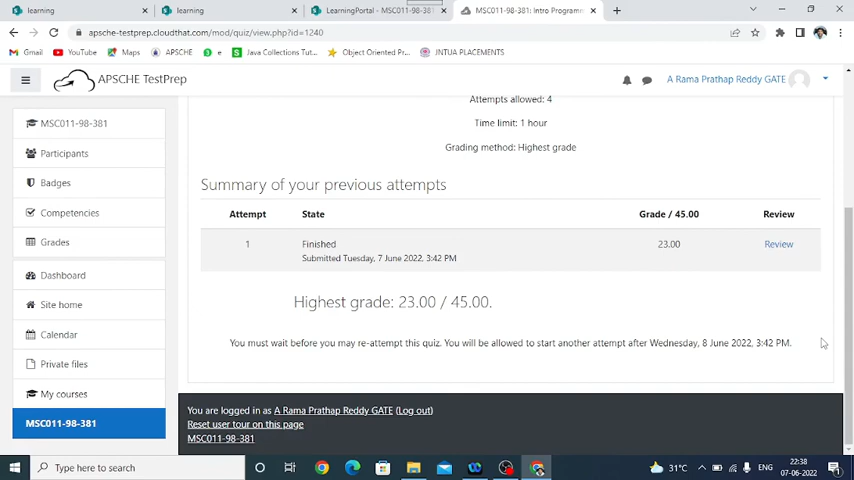 learning
learning
LearningPortal - MSC011-98-381
MSC011-98-381: Intro Programm
apsche-testprep.cloudthat.com/mod/quiz/view.php?id=1240
Gmail
YouTube
Maps
APSCHE
e
Java Collections Tut...
Object Oriented Pr...
JNTUA PLACEMENTS
APSCHE TestPrep
A Rama Prathap Reddy GATE
MSC011-98-381
Participants
Badges
Competencies
Grades
Dashboard
Site home
Calendar
Private files
My courses
MSC011-98-381
Attempts allowed: 4
Time limit: 1 hour
Grading method: Highest grade
Summary of your previous attempts
Attempt State Grade / 45.00 Review
1 Finished 23.00 Review
Submitted Tuesday, 7 June 2022, 3:42 PM
Highest grade: 23.00 / 45.00.
You must wait before you may re-attempt this quiz. You will be allowed to start another attempt after Wednesday, 8 June 2022, 3:42 PM.
You are logged in as A Rama Prathap Reddy GATE (Log out)
Reset user tour on this page
MSC011-98-381
Type here to search
31°C
ENG
22:38
07-06-2022